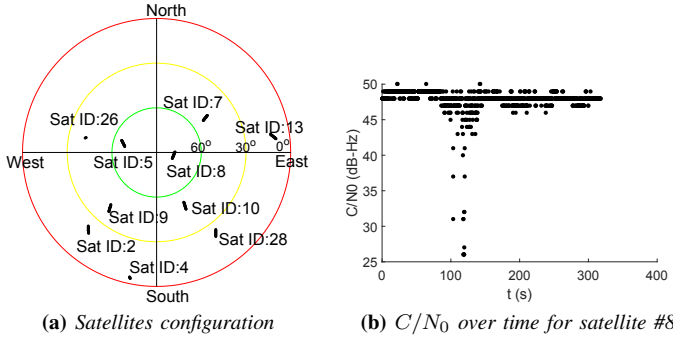 North
Sat ID:7
Sat ID:26
Sat ID:13
West
60°
30°
0°
East
Sat ID:5
Sat ID:8
Sat ID:9
Sat ID:10
Sat ID:2
Sat ID:28
Sat ID:4
South
(a) Satellites configuration
50
45
40
35
30
25
C/N0 (dB-Hz)
0
100
200
300
400
t (s)
(b) C/N₀ over time for satellite #8